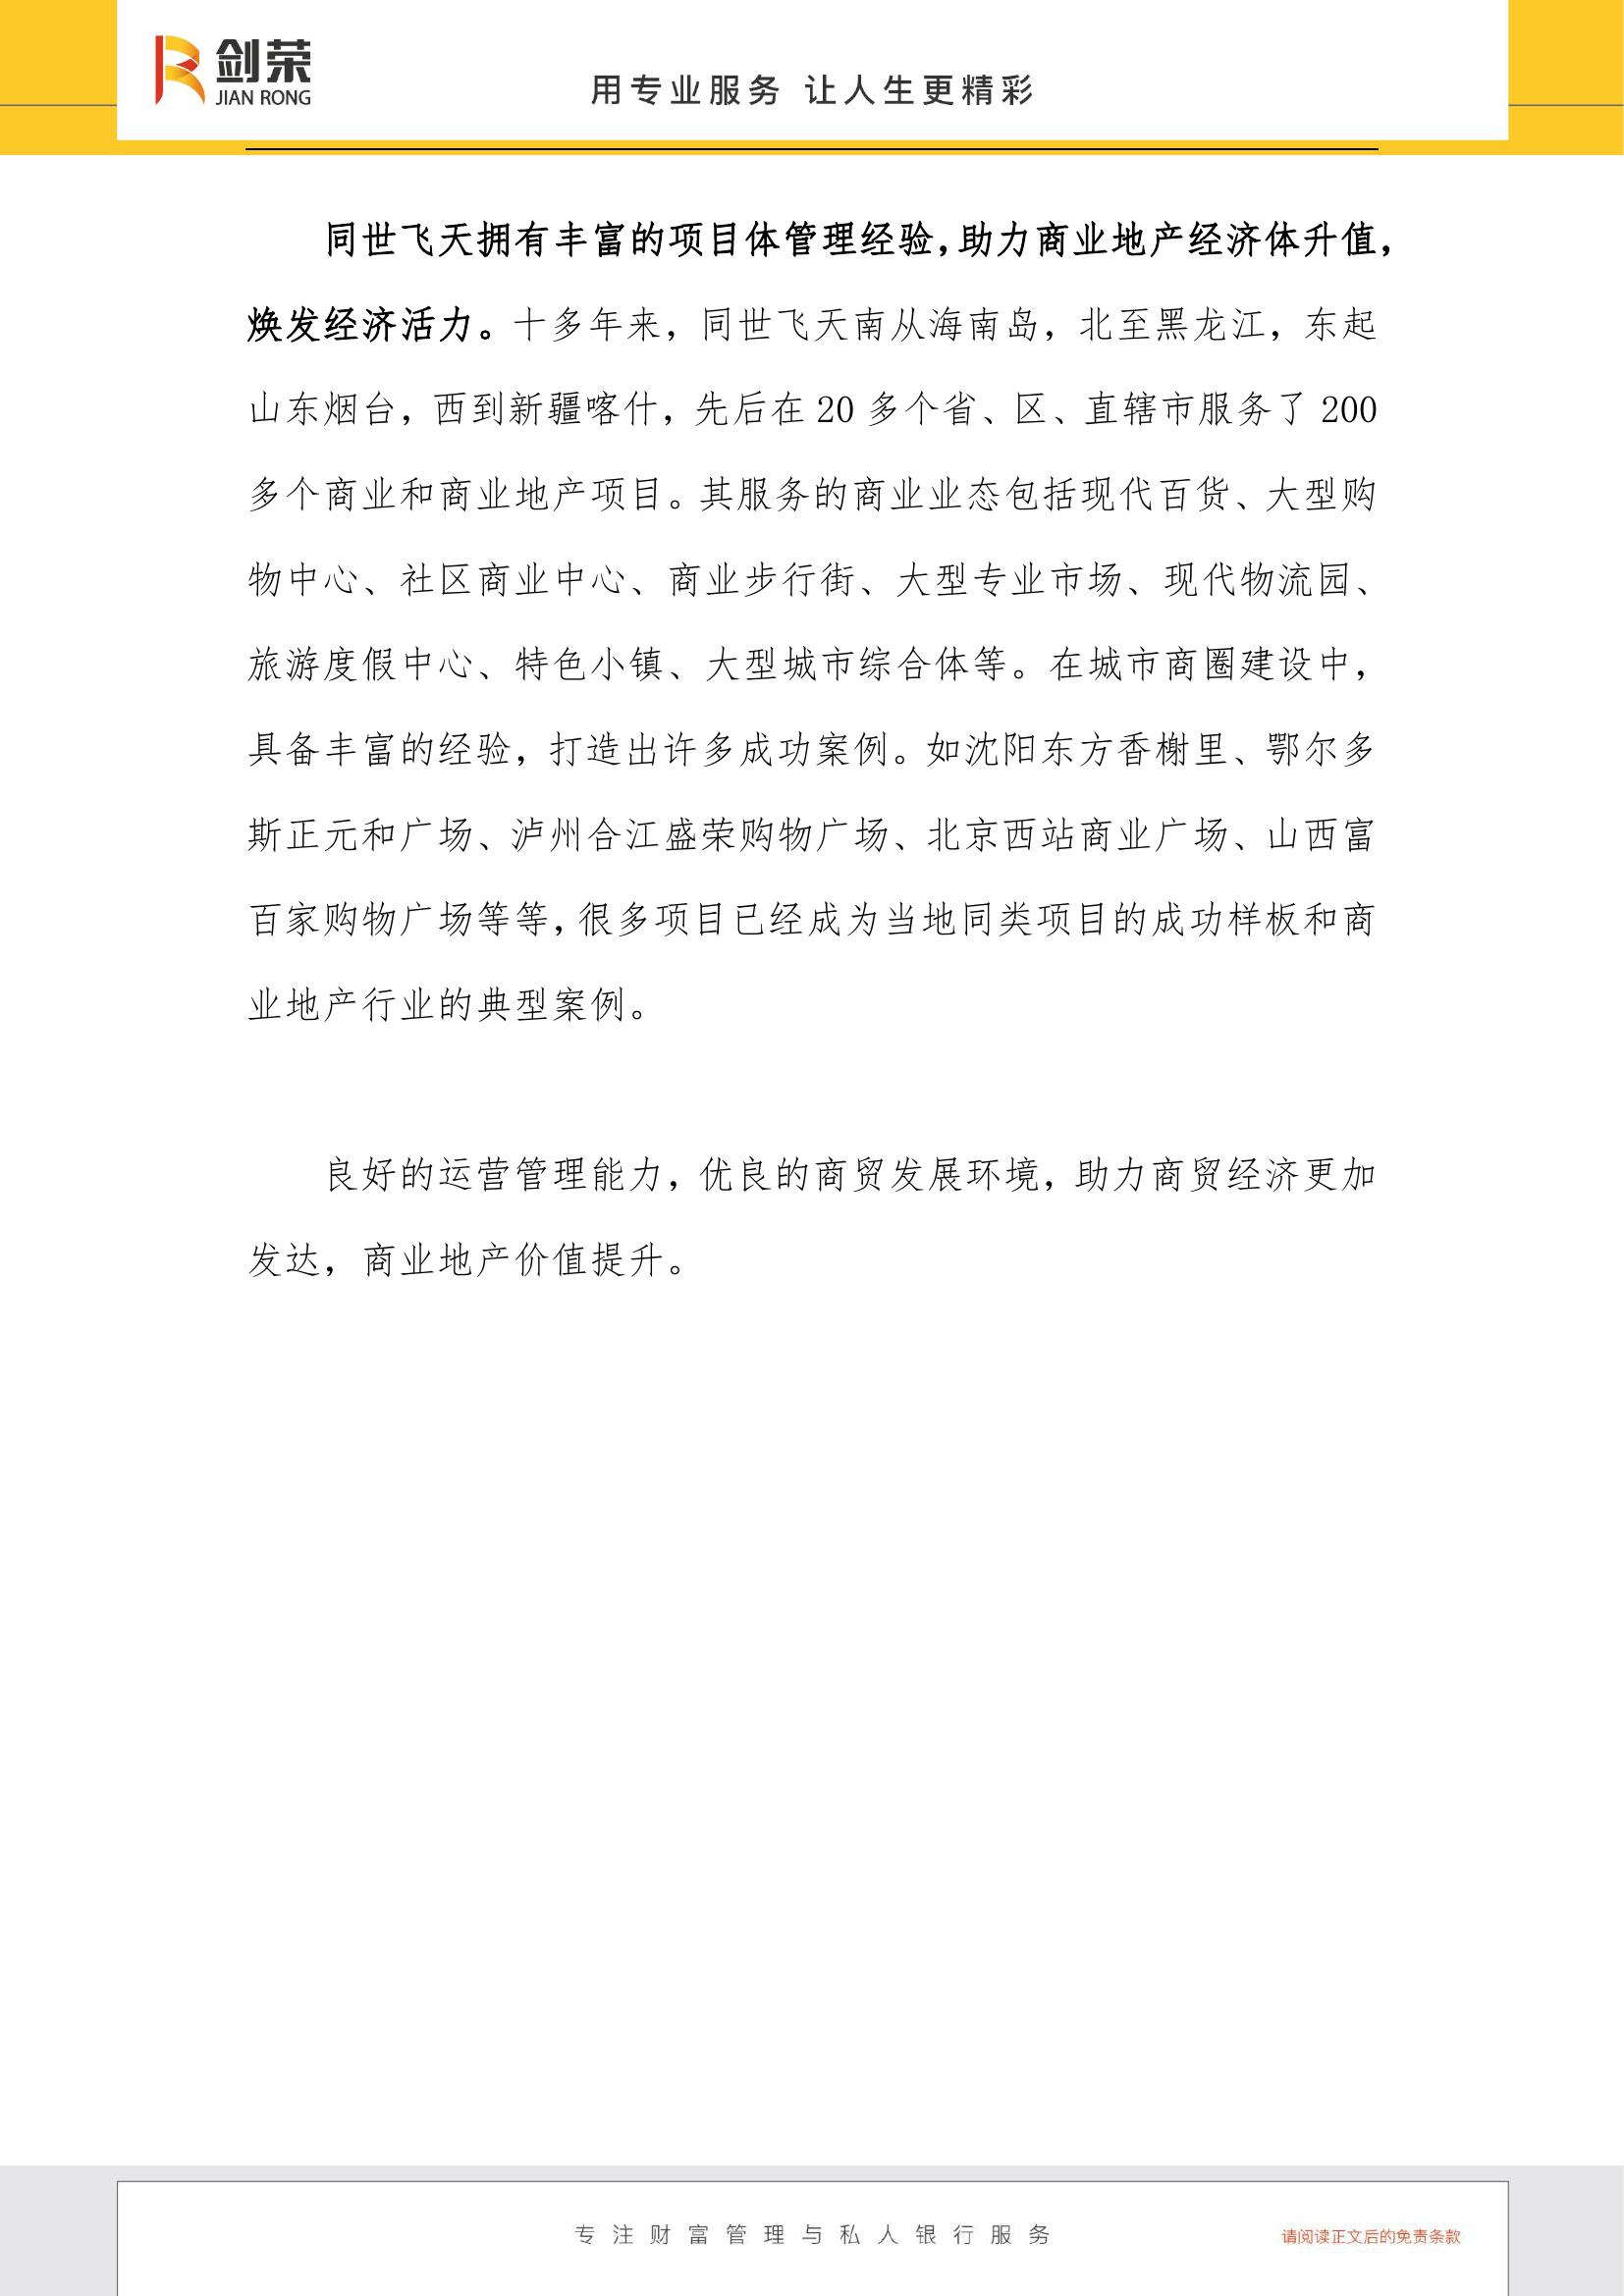 剑荣
JIAN RONG
用专业服务 让人生更精彩
同世飞天拥有丰富的项目体管理经验，助力商业地产经济体升值，
焕发经济活力。十多年来，同世飞天南从海南岛，北至黑龙江，东起
山东烟台，西到新疆喀什，先后在 20 多个省、区、直辖市服务了 200
多个商业和商业地产项目。其服务的商业业态包括现代百货、大型购
物中心、社区商业中心、商业步行街、大型专业市场、现代物流园、
旅游度假中心、特色小镇、大型城市综合体等。在城市商圈建设中，
具备丰富的经验，打造出许多成功案例。如沈阳东方香榭里、鄂尔多
斯正元和广场、泸州合江盛荣购物广场、北京西站商业广场、山西富
百家购物广场等等，很多项目已经成为当地同类项目的成功样板和商
业地产行业的典型案例。
良好的运营管理能力，优良的商贸发展环境，助力商贸经济更加
发达，商业地产价值提升。
专注财富管理与私人银行服务
请阅读正文后的免责条款